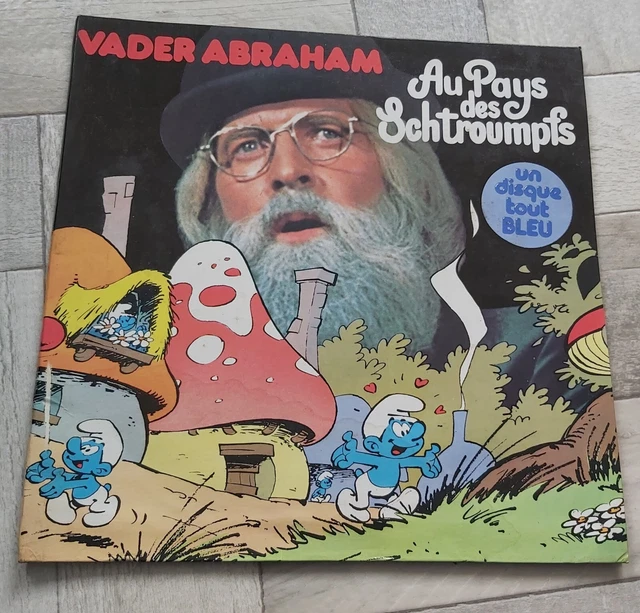 VADER ABRAHAM
Au Pays
des
Schtroumpfs
un
disque
tout
BLEU